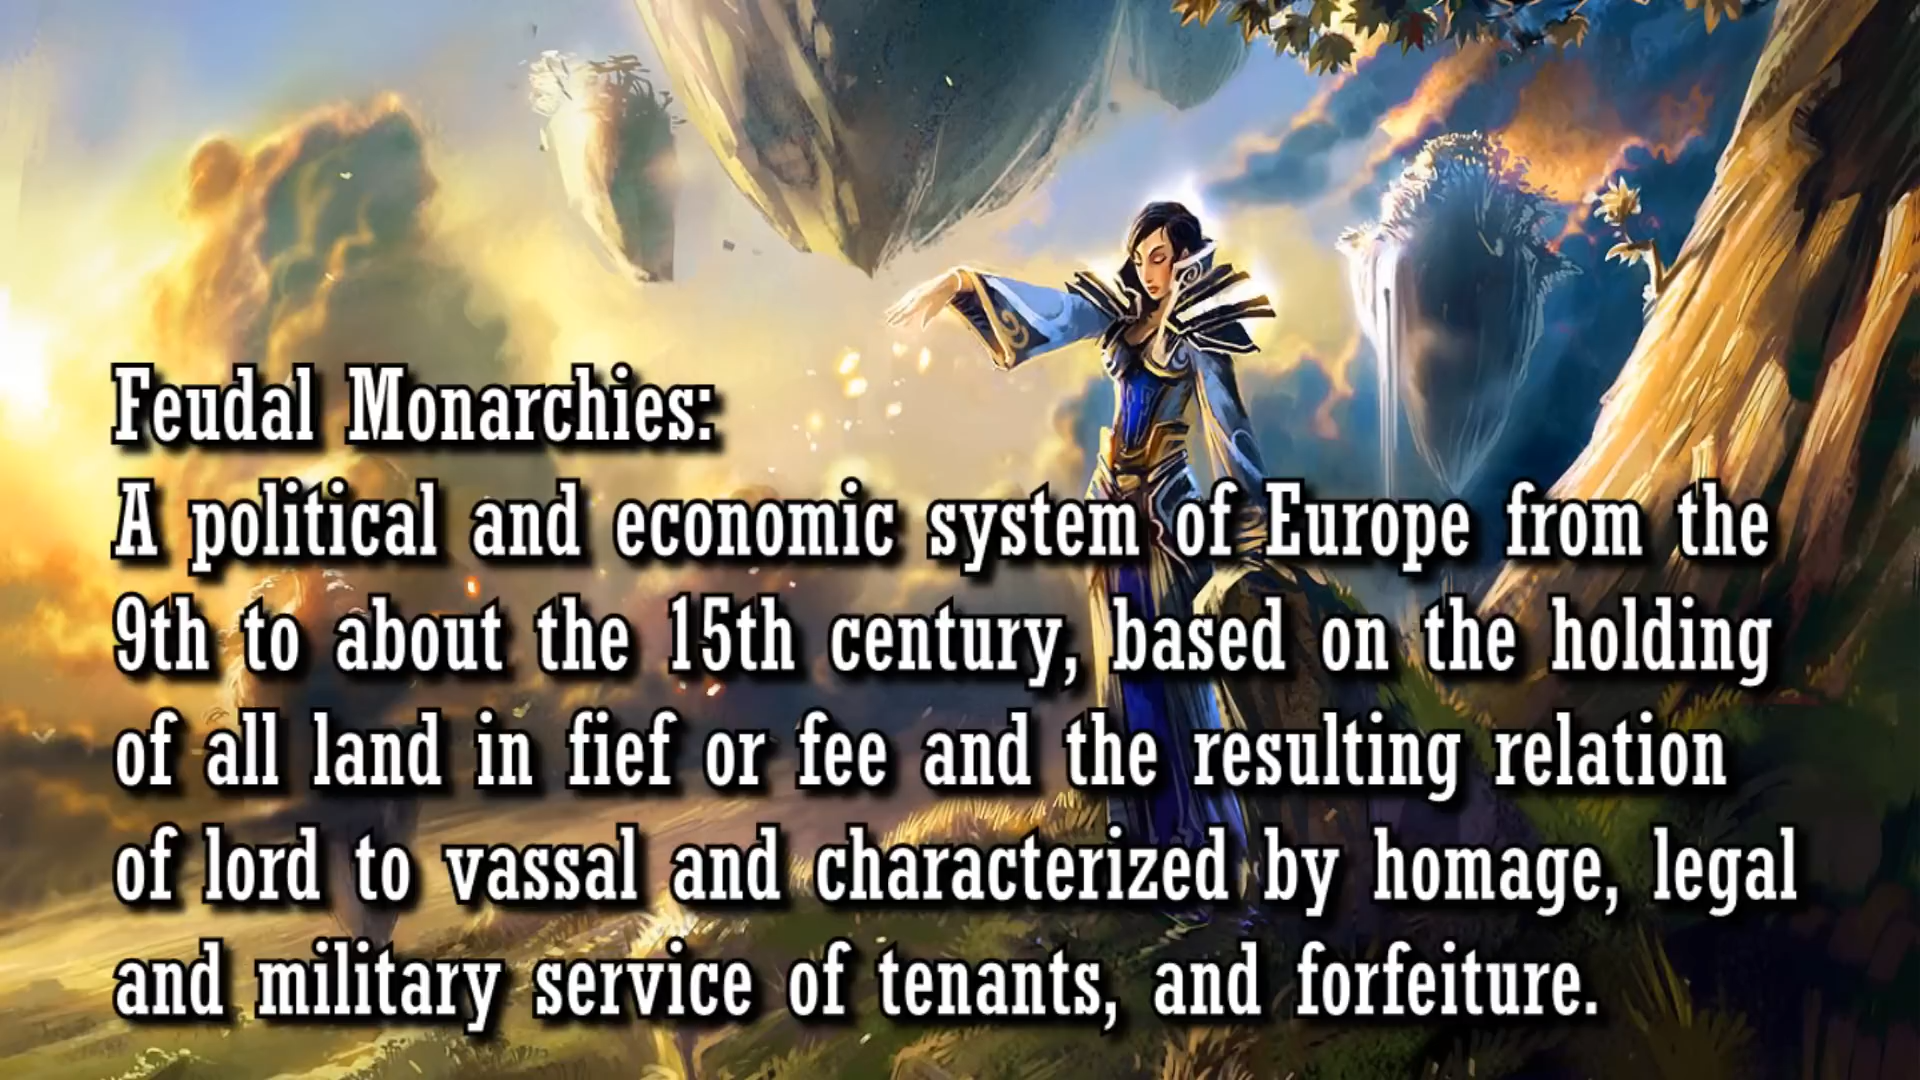 Feudal Monarchies:
A political and economic system of Europe from the
9th to about the 15th century, based on the holding
of all land in fief or fee and the resulting relation
of lord to vassal and characterized by homage, legal
and military service of tenants, and forfeiture.